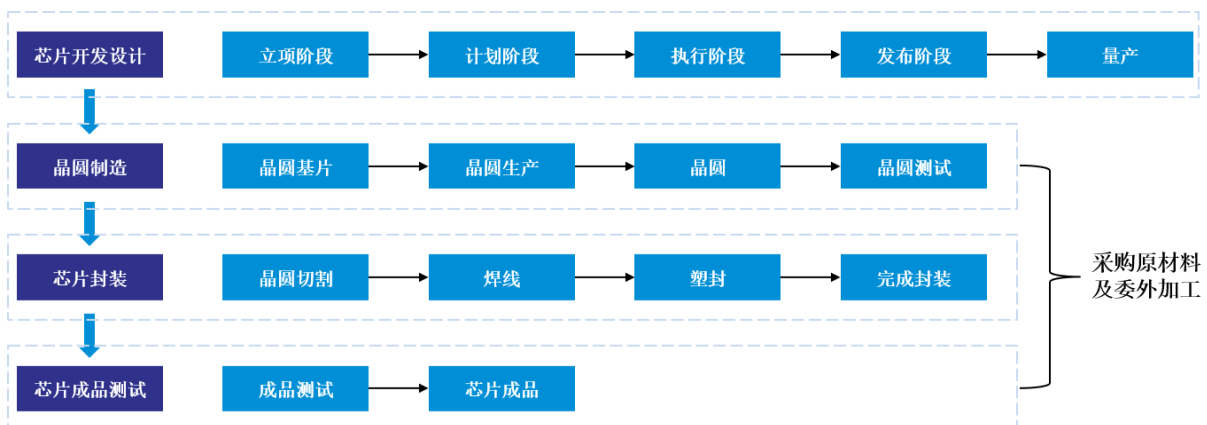 芯片开发设计
立项阶段
计划阶段
执行阶段
发布阶段
量产
晶圆制造
晶圆基片
晶圆生产
晶圆
晶圆测试
芯片封装
晶圆切割
焊线
塑封
完成封装
采购原材料
及委外加工
芯片成品测试
成品测试
芯片成品